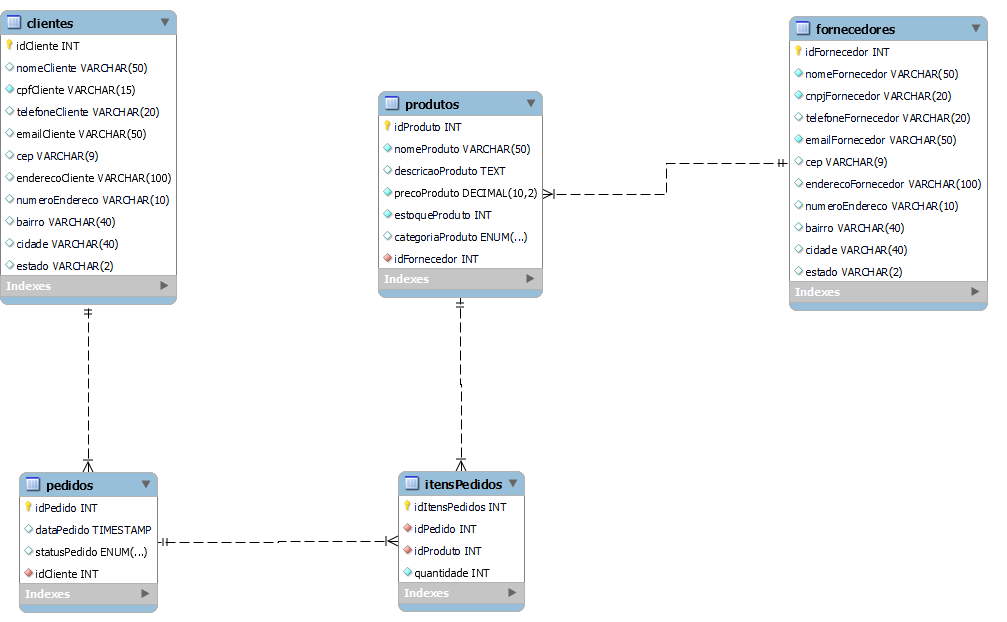 clientes
idCliente INT
nomeCliente VARCHAR(50)
cpfCliente VARCHAR(15)
telefoneCliente VARCHAR(20)
emailCliente VARCHAR(50)
cep VARCHAR(9)
enderecoCliente VARCHAR(100)
numeroEndereco VARCHAR(10)
bairro VARCHAR(40)
cidade VARCHAR(40)
estado VARCHAR(2)
Indexes
produtos
idProduto INT
nomeProduto VARCHAR(50)
descricaoProduto TEXT
precoProduto DECIMAL(10,2)
estoqueProduto INT
categoriaProduto ENUM(...)
idFornecedor INT
Indexes
fornecedores
idFornecedor INT
nomeFornecedor VARCHAR(50)
cnpjFornecedor VARCHAR(20)
telefoneFornecedor VARCHAR(20)
emailFornecedor VARCHAR(50)
cep VARCHAR(9)
enderecoFornecedor VARCHAR(100)
numeroEndereco VARCHAR(10)
bairro VARCHAR(40)
cidade VARCHAR(40)
estado VARCHAR(2)
Indexes
pedidos
idPedido INT
dataPedido TIMESTAMP
statusPedido ENUM(...)
idCliente INT
Indexes
itensPedidos
idItensPedidos INT
idPedido INT
idProduto INT
quantidade INT
Indexes